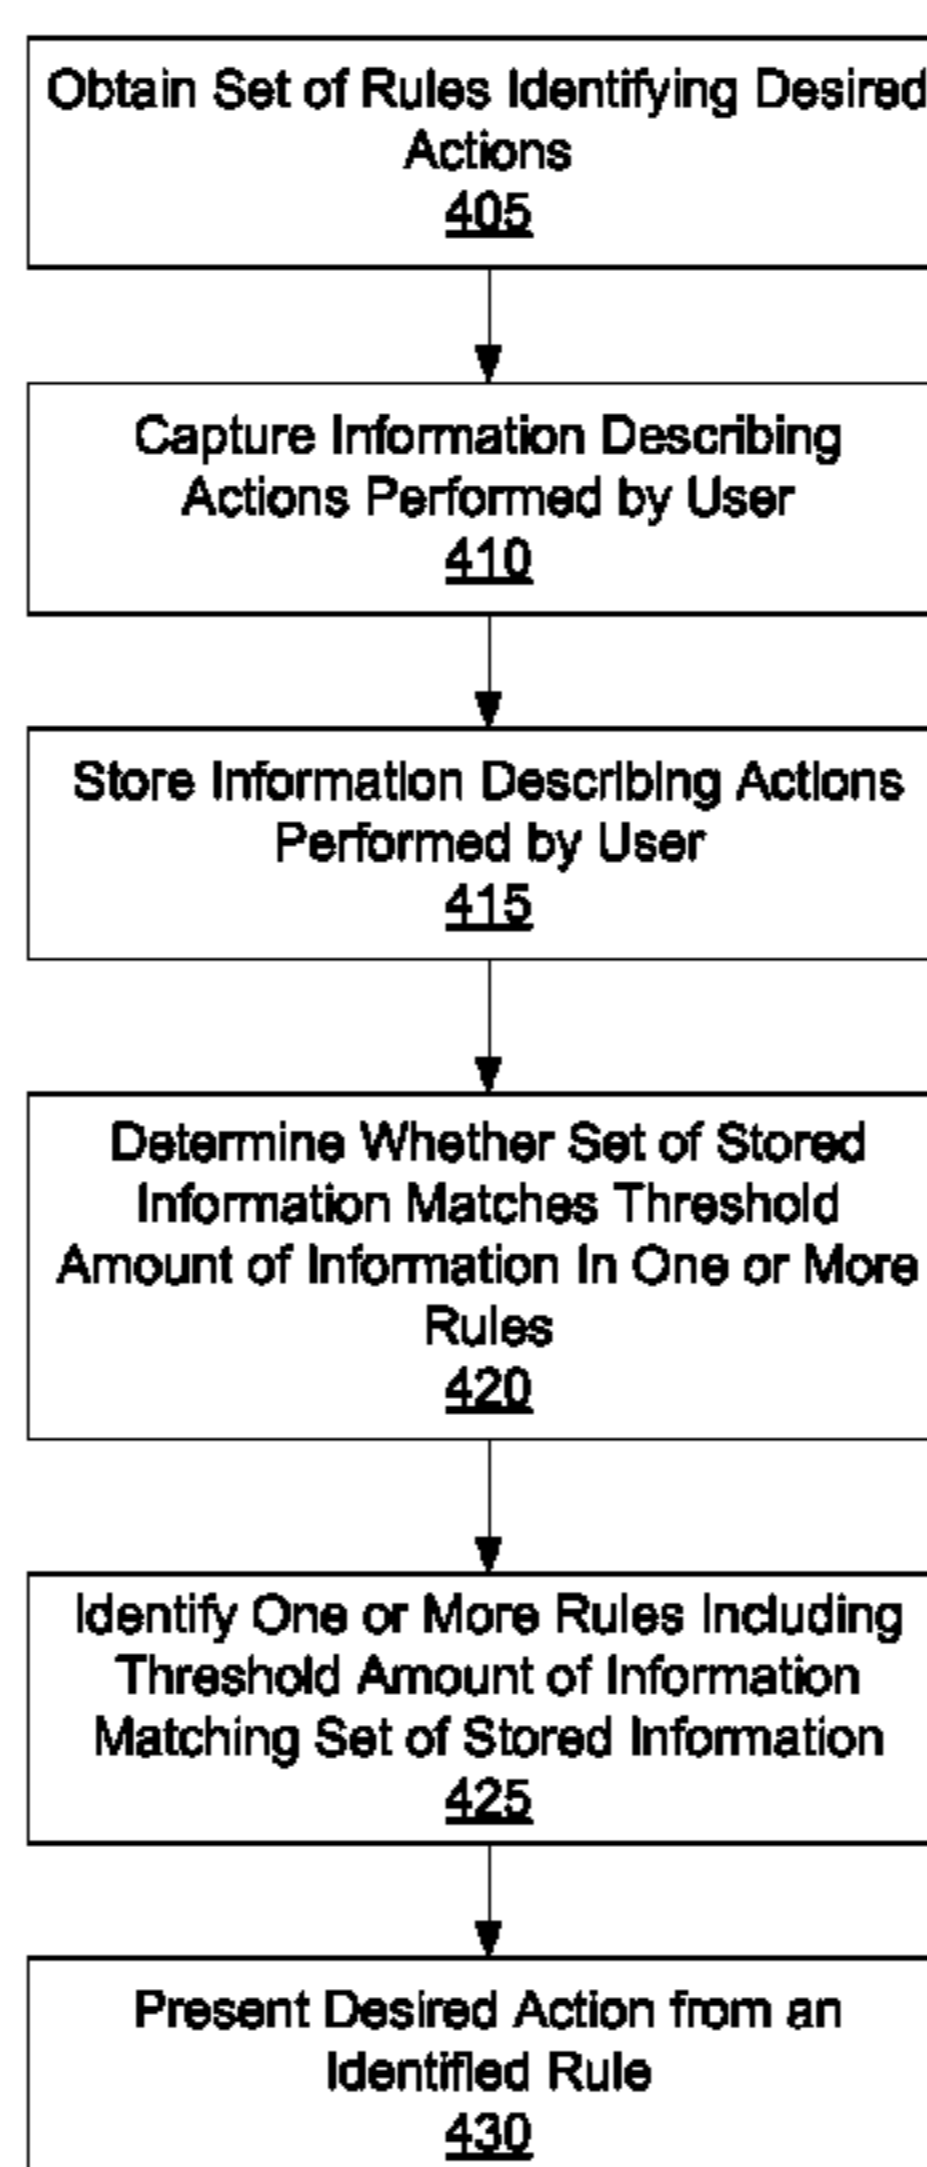 Obtain Set of Rules Identifying Desired
Actions
405
Capture Information Describing
Actions Performed by User
410
Store Information Describing Actions
Performed by User
415
Determine Whether Set of Stored
Information Matches Threshold
Amount of Information In One or More
Rules
420
Identify One or More Rules Including
Threshold Amount of Information
Matching Set of Stored Information
425
Present Desired Action from an
Identified Rule
430